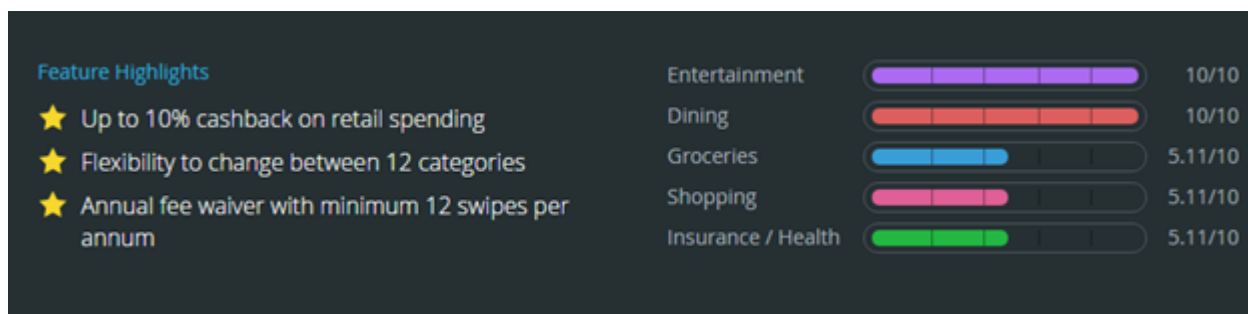 Feature Highlights
Up to 10% cashback on retail spending
Flexibility to change between 12 categories
Annual fee waiver with minimum 12 swipes per
annum
Entertainment 10/10
Dining 10/10
Groceries 5.11/10
Shopping 5.11/10
Insurance / Health 5.11/10